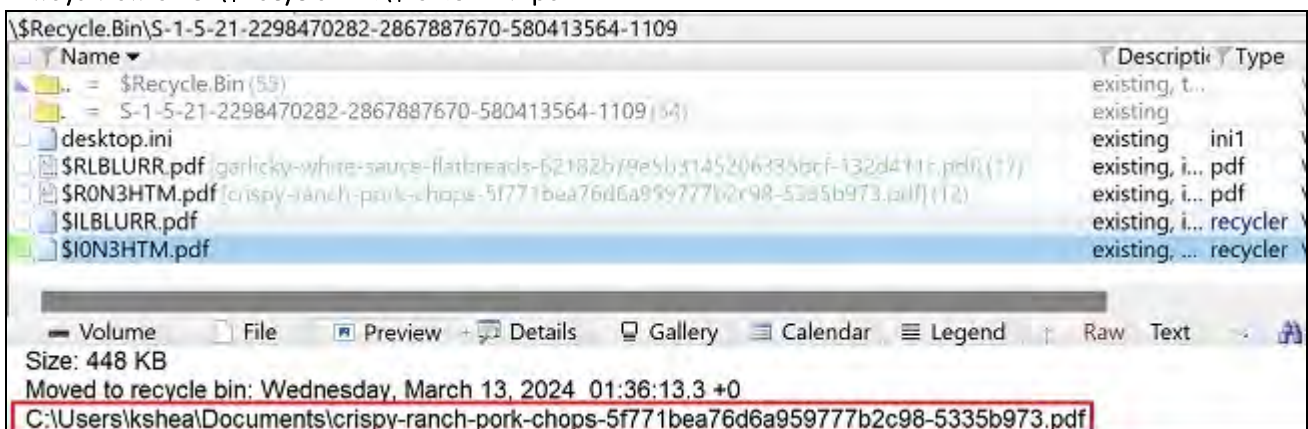 \$Recycle.Bin\S-1-5-21-2298470282-2867887670-580413564-1109
Name Descriptic Type
.. = $Recycle.Bin (53) existing, t...
. = S-1-5-21-2298470282-2867887670-580413564-1109 existing
desktop.ini existing ini1
$RLBLURR.pdf existing, i... pdf
$R0N3HTM.pdf (12) existing, i... pdf
$ILBLURR.pdf existing, i... recycler
$I0N3HTM.pdf existing, ... recycler
Volume File Preview Details Gallery Calendar Legend Raw Text
Size: 448 KB
Moved to recycle bin: Wednesday, March 13, 2024 01:36:13.3 +0
C:\Users\kshea\Documents\crispy-ranch-pork-chops-5f771bea76d6a959777b2c98-5335b973.pdf